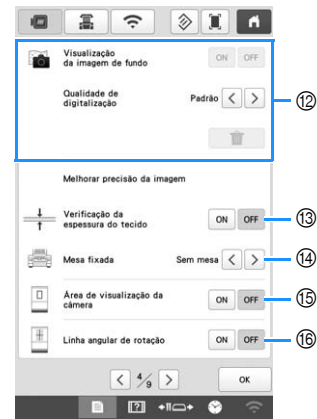 Visualização
da imagem de fundo
ON OFF
Qualidade de
digitalização
Padrão < >
⑫
Melhorar precisão da imagem
Verificação da
espessura do tecido
ON OFF
⑬
Mesa fixada
Sem mesa < >
⑭
Área de visualização da
câmera
ON OFF
⑮
Linha angular de rotação
ON OFF
⑯
< 4/9 >
OK